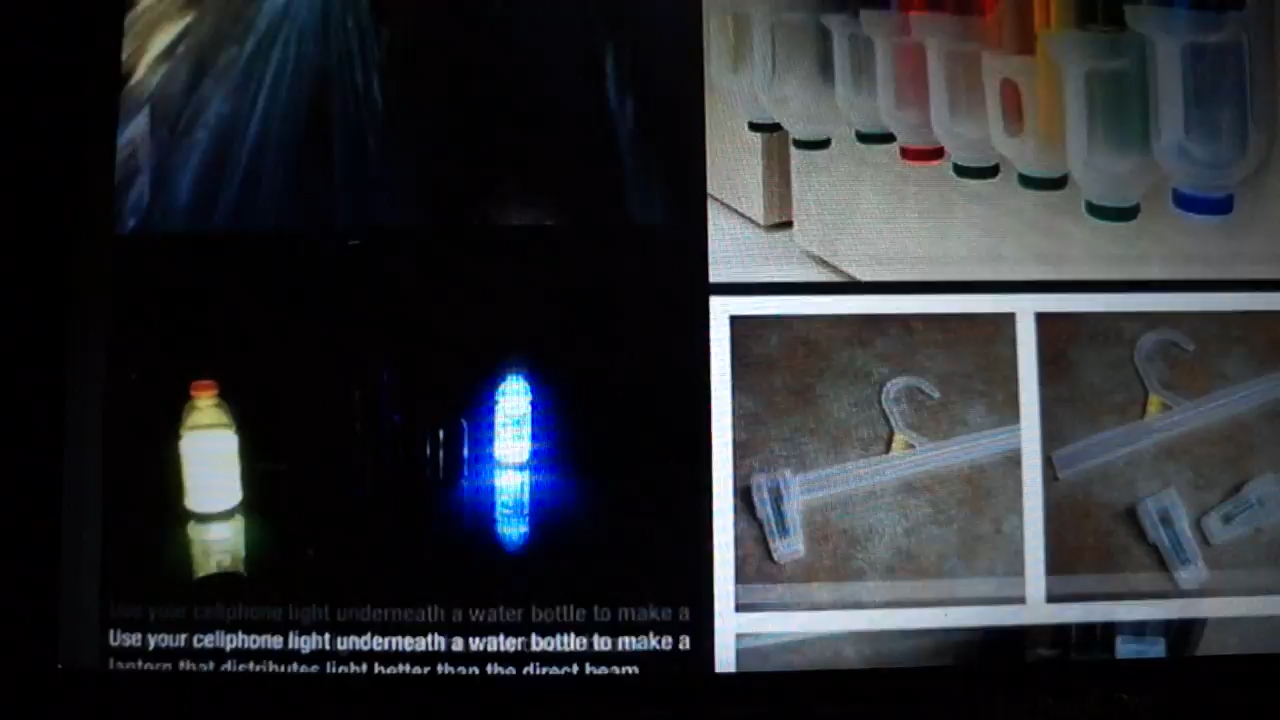 Use your cellphone light underneath a water bottle to make a
Use your cellphone light underneath a water bottle to make a
lantern that distributes light better than the direct beam